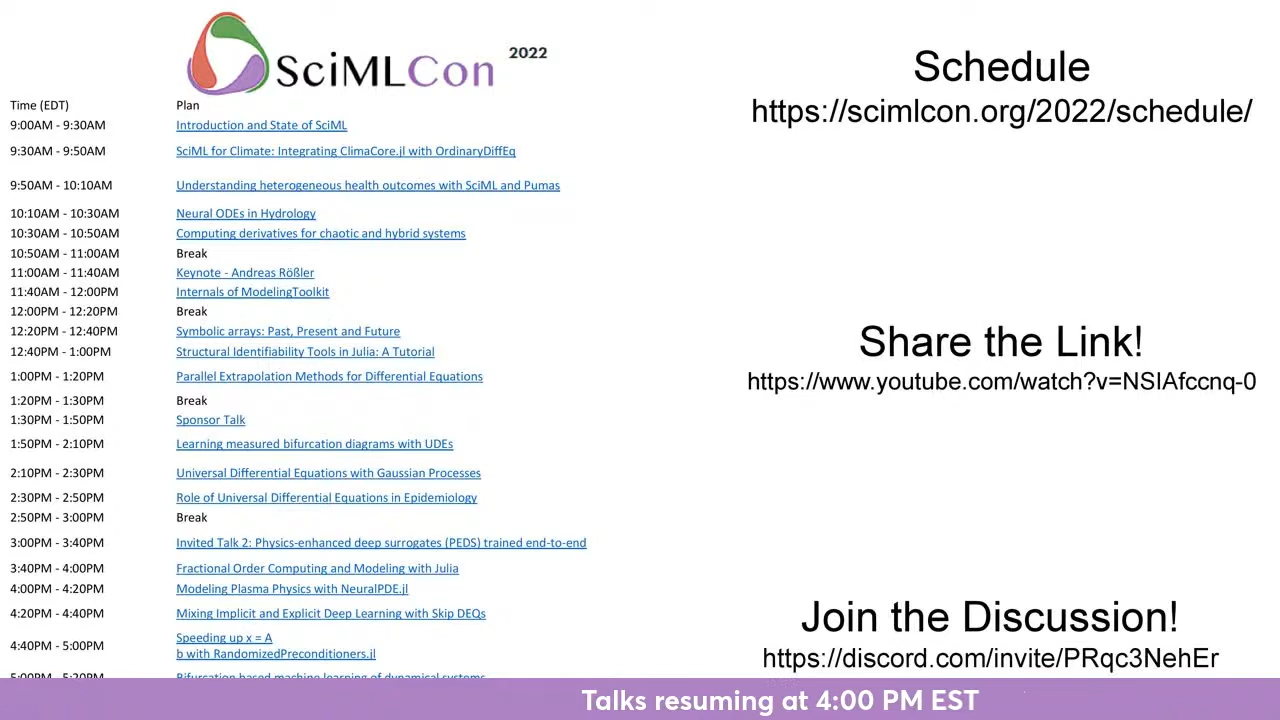 SciMLCon 2022
Time (EDT) Plan
9:00AM - 9:30AM Introduction and State of SciML
9:30AM - 9:50AM SciML for Climate: Integrating ClimaCore.jl with OrdinaryDiffEq
9:50AM - 10:10AM Understanding heterogeneous health outcomes with SciML and Pumas
10:10AM - 10:30AM Neural ODEs in Hydrology
10:30AM - 10:50AM Computing derivatives for chaotic and hybrid systems
10:50AM - 11:00AM Break
11:00AM - 11:40AM Keynote - Andreas Rößler
11:40AM - 12:00PM Internals of ModelingToolkit
12:00PM - 12:20PM Break
12:20PM - 12:40PM Symbolic arrays: Past, Present and Future
12:40PM - 1:00PM Structural Identifiability Tools in Julia: A Tutorial
1:00PM - 1:20PM Parallel Extrapolation Methods for Differential Equations
1:20PM - 1:30PM Break
1:30PM - 1:50PM Sponsor Talk
1:50PM - 2:10PM Learning measured bifurcation diagrams with UDEs
2:10PM - 2:30PM Universal Differential Equations with Gaussian Processes
2:30PM - 2:50PM Role of Universal Differential Equations in Epidemiology
2:50PM - 3:00PM Break
3:00PM - 3:40PM Invited Talk 2: Physics-enhanced deep surrogates (PEDS) trained end-to-end
3:40PM - 4:00PM Fractional Order Computing and Modeling with Julia
4:00PM - 4:20PM Modeling Plasma Physics with NeuralPDE.jl
4:20PM - 4:40PM Mixing Implicit and Explicit Deep Learning with Skip DEQs
4:40PM - 5:00PM Speeding up x = A
b with RandomizedPreconditioners.jl
5:00PM - 5:20PM Bifurcation based machine learning of dynamical systems
Schedule
https://scimlcon.org/2022/schedule/
Share the Link!
https://www.youtube.com/watch?v=NSIAfccnq-0
Join the Discussion!
https://discord.com/invite/PRqc3NehEr
Talks resuming at 4:00 PM EST